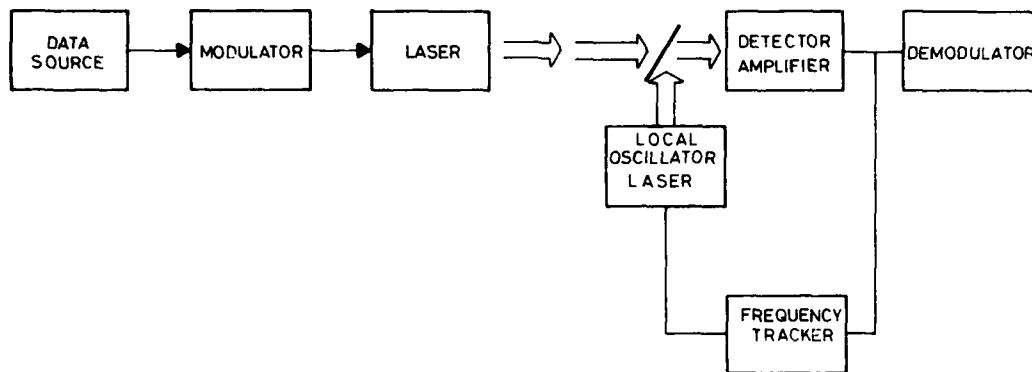 DATA
SOURCE
MODULATOR
LASER
DETECTOR
AMPLIFIER
DEMODULATOR
LOCAL
OSCILLATOR
LASER
FREQUENCY
TRACKER